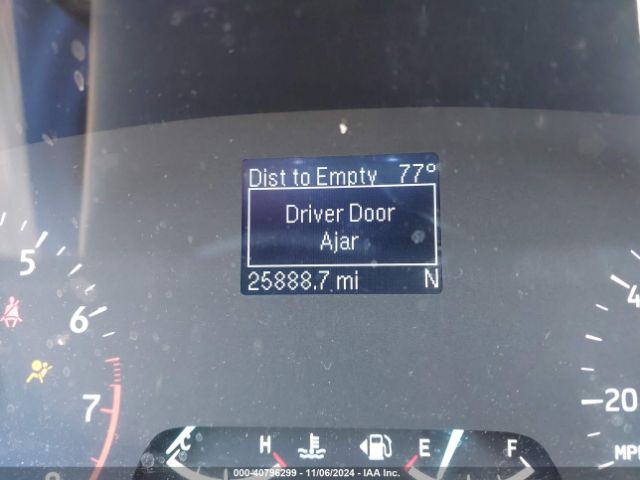 Dist to Empty 77°
Driver Door
Ajar
25888.7 mi N
5
6
7
4
20
C H E F
000-40796299 - 11/06/2024 - IAA Inc.